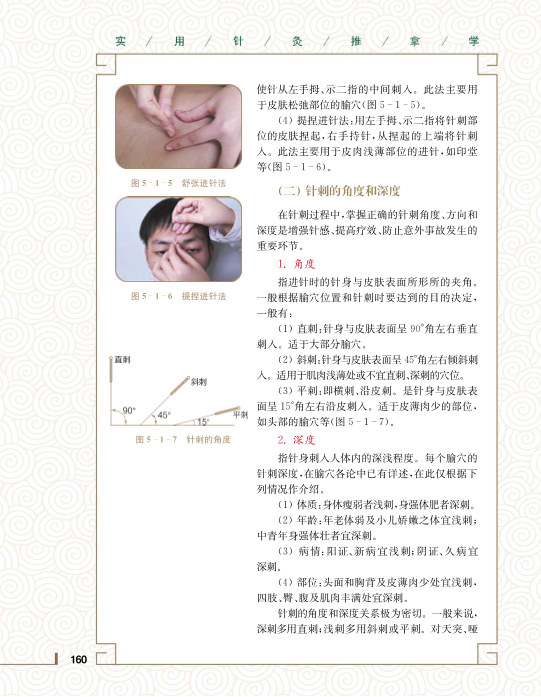 实 / 用 / 针 / 灸 / 推 / 拿 / 学
图 5-1-5 舒张进针法
图 5-1-6 提捏进针法
直刺
斜刺
平刺
90°
45°
15°
图 5-1-7 针刺的角度
使针从左手拇、示二指的中间刺入。此法主要用
于皮肤松弛部位的腧穴(图 5-1-5)。
(4) 提捏进针法:用左手拇、示二指将针刺部
位的皮肤捏起,右手持针,从捏起的上端将针刺
入。此法主要用于皮肉浅薄部位的进针,如印堂
等(图 5-1-6)。
(二) 针刺的角度和深度
在针刺过程中,掌握正确的针刺角度、方向和
深度是增强针感、提高疗效、防止意外事故发生的
重要环节。
1. 角度
指进针时的针身与皮肤表面所形所的夹角。
一般根据腧穴位置和针刺时要达到的目的决定,
一般有:
(1) 直刺:针身与皮肤表面呈 90°角左右垂直
刺入。适于大部分腧穴。
(2) 斜刺:针身与皮肤表面呈 45°角左右倾斜刺
入。适用于肌肉浅薄处或不宜直刺、深刺的穴位。
(3) 平刺:即横刺、沿皮刺。是针身与皮肤表
面呈 15°角左右沿皮刺入。适于皮薄肉少的部位,
如头部的腧穴等(图 5-1-7)。
2. 深度
指针身刺入人体内的深浅程度。每个腧穴的
针刺深度,在腧穴各论中已有详述,在此仅根据下
列情况作介绍。
(1) 体质:身体瘦弱者浅刺,身强体肥者深刺。
(2) 年龄:年老体弱及小儿娇嫩之体宜浅刺;
中青年身强体壮者宜深刺。
(3) 病情:阳证、新病宜浅刺;阴证、久病宜
深刺。
(4) 部位:头面和胸背及皮薄肉少处宜浅刺,
四肢、臀、腹及肌肉丰满处宜深刺。
针刺的角度和深度关系极为密切。一般来说,
深刺多用直刺;浅刺多用斜刺或平刺。对天突、哑
160